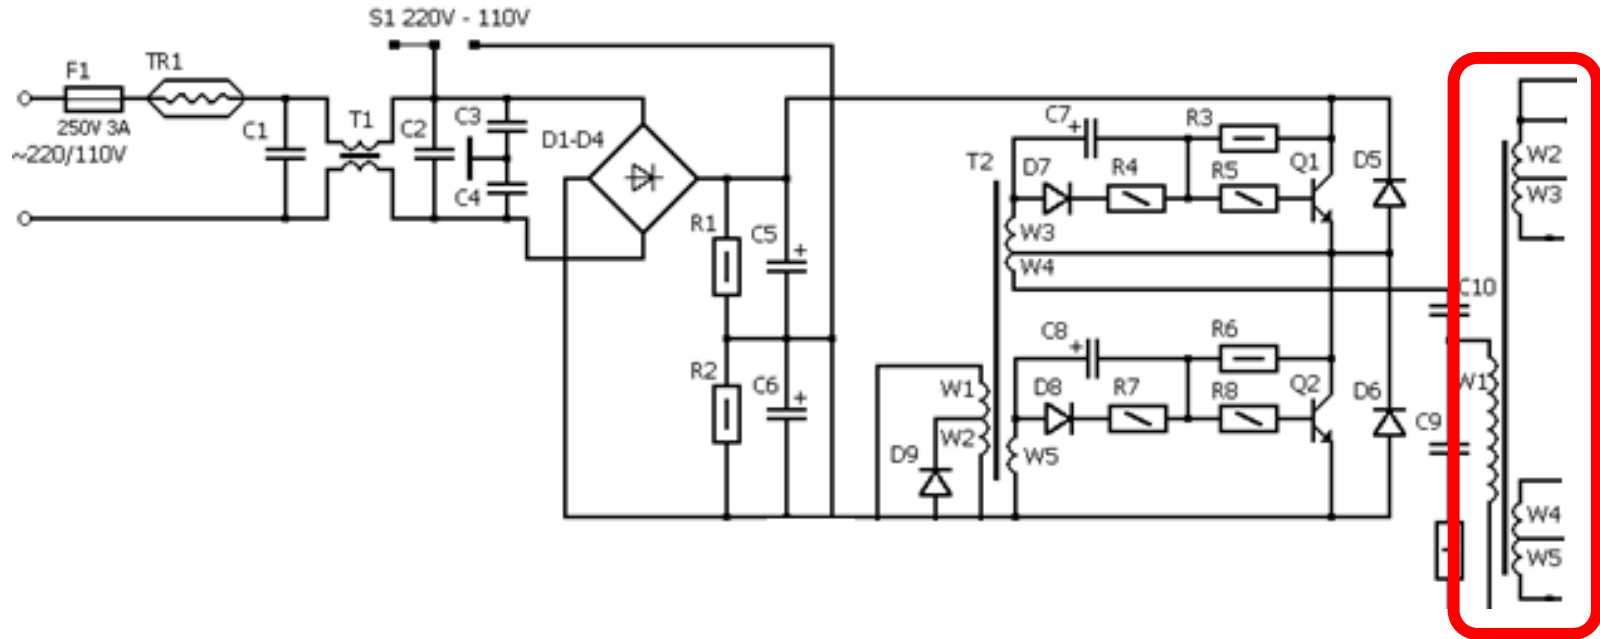 S1 220V - 110V
F1
TR1
250V 3A
~220/110V
C1
T1
C2
C3
C4
D1-D4
R1
C5
R2
C6
T2
C7
+
R3
D7
R4
R5
Q1
D5
W3
W4
C8
+
R6
D8
R7
R8
Q2
D6
W1
W2
D9
W5
+
+
C10
C9
W1
W2
W3
W4
W5